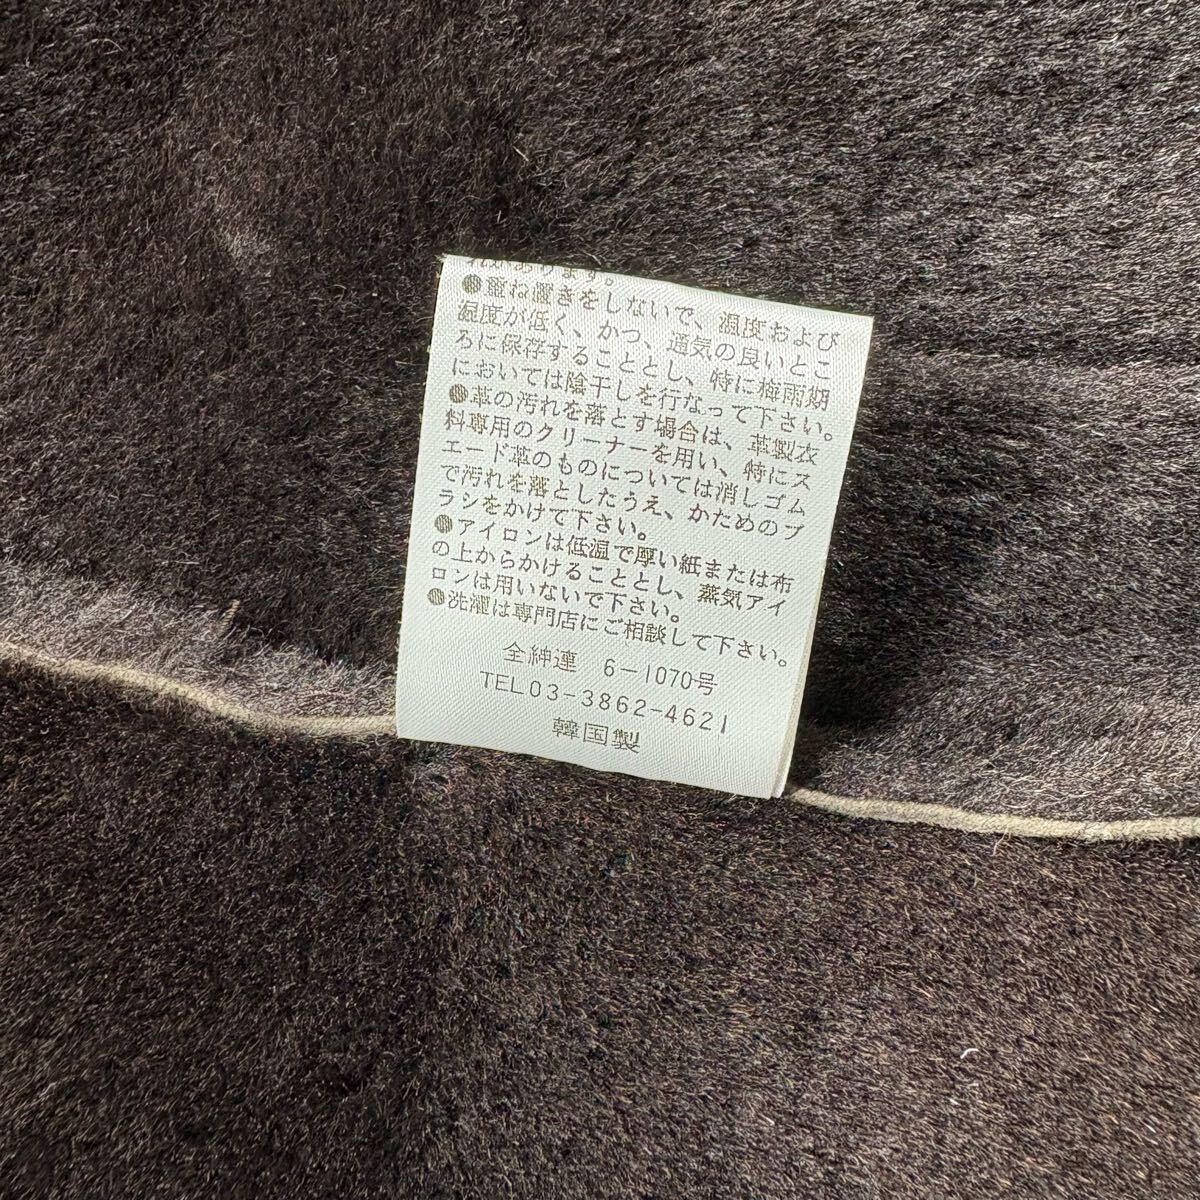 れがあります。
●重ね置きをしないで、温度および
湿度が低く、かつ、通気の良いとこ
ろに保存することとし、特に梅雨期
においては陰干しを行なって下さい。
●革の汚れを落とす場合は、革製衣
料専用のクリーナーを用い、特にス
エード革のものについては消しゴム
で汚れを落としたうえ、かためのブ
ラシをかけて下さい。
●アイロンは低温で厚い紙または布
の上からかけることとし、蒸気アイ
ロンは用いないで下さい。
●洗濯は専門店にご相談して下さい。
全紳連 6-1070号
TEL03-3862-4621
韓国製